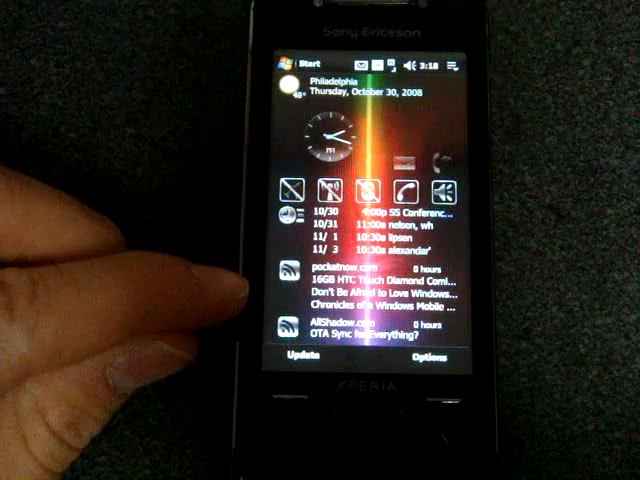 Sony Ericsson
Start 3:18
Philadelphia
Thursday, October 30, 2008
48°
PM
10/30 4:00p SS Conferenc...
10/31 11:00a nelsen, wh
11/ 1 10:30a lipsen
11/ 3 10:30a alexandar'
pocketnow.com 0 hours
16GB HTC Touch Diamond Comi...
Don't Be Afraid to Love Windows...
Chronicles of a Windows Mobile ...
AllShadow.com 0 hours
OTA Sync for Everything?
Update Options
XPERIA